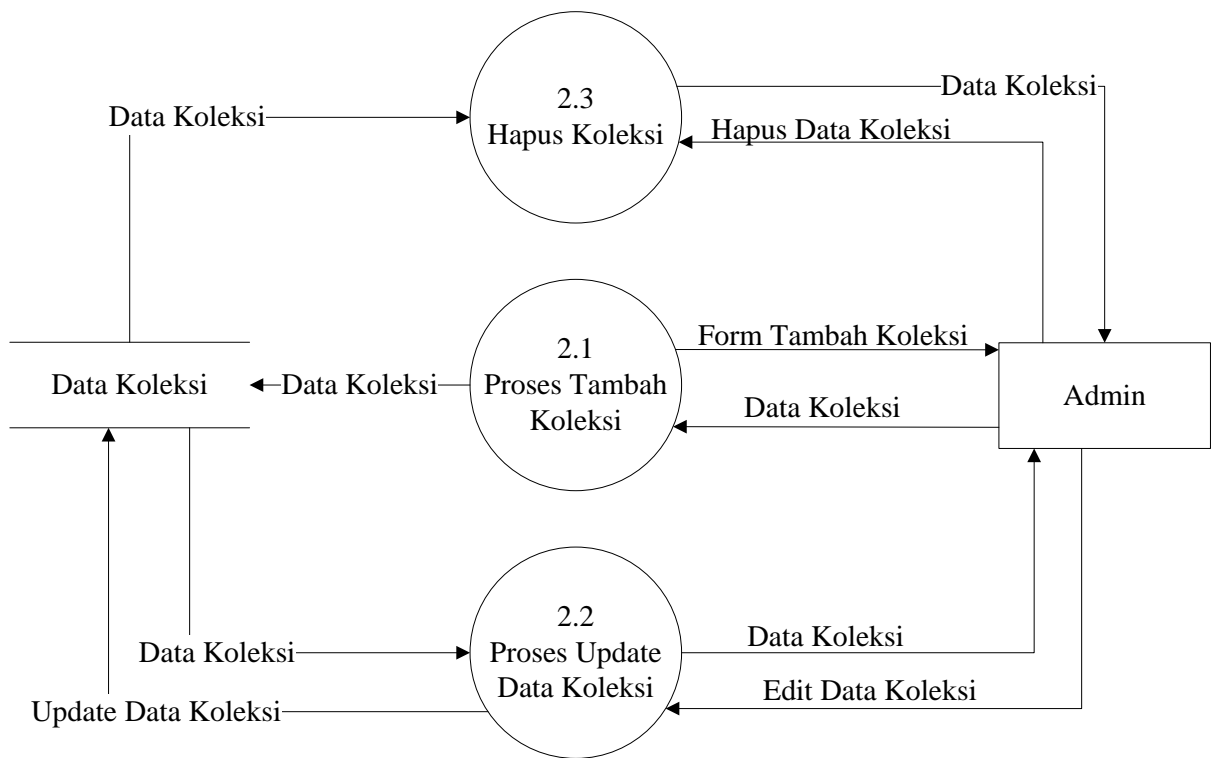 2.3
Hapus Koleksi
Data Koleksi
Data Koleksi
Hapus Data Koleksi
2.1
Proses Tambah
Koleksi
Form Tambah Koleksi
Data Koleksi
Data Koleksi
Data Koleksi
Admin
2.2
Proses Update
Data Koleksi
Data Koleksi
Data Koleksi
Edit Data Koleksi
Update Data Koleksi